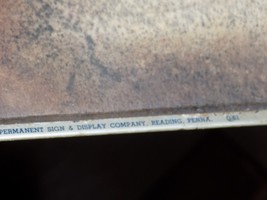 PERMANENT SIGN & DISPLAY COMPANY, READING, PENNA.